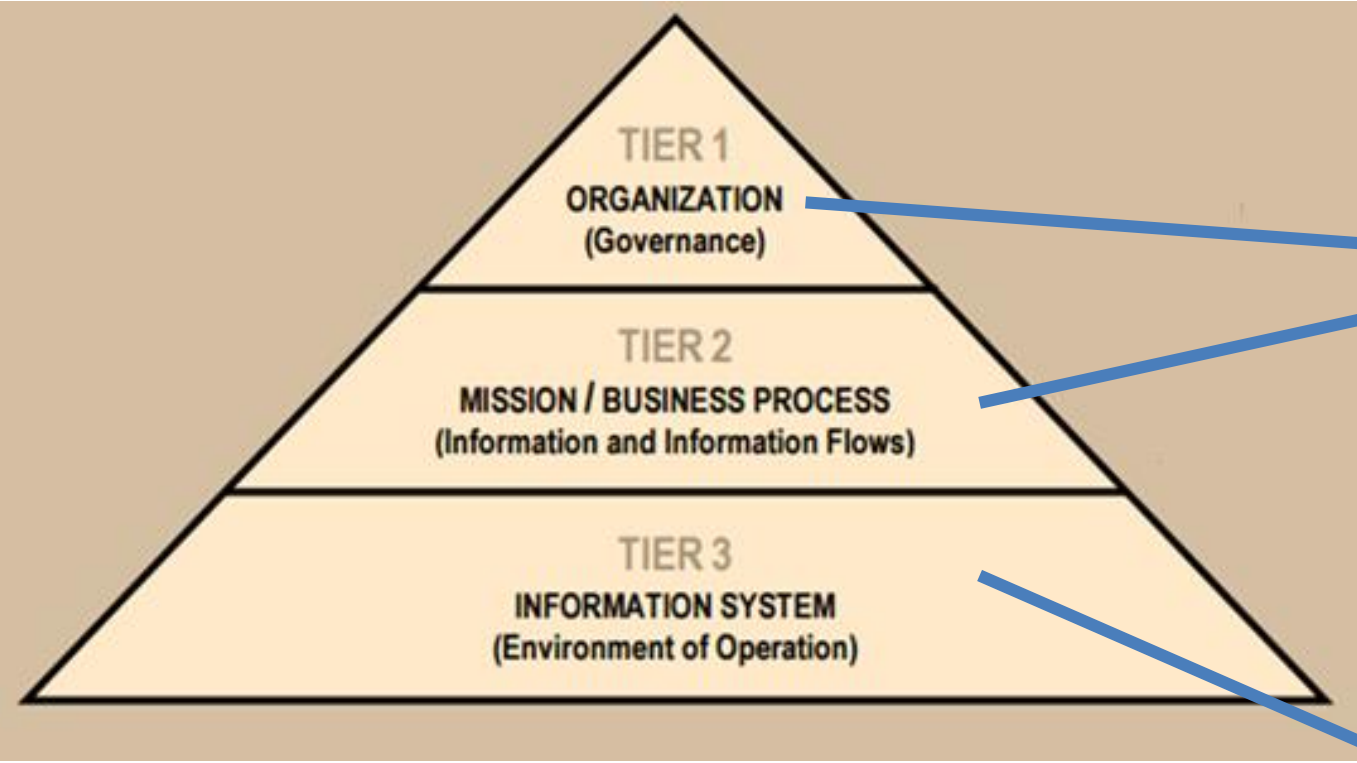 TIER 1
ORGANIZATION
(Governance)
TIER 2
MISSION / BUSINESS PROCESS
(Information and Information Flows)
TIER 3
INFORMATION SYSTEM
(Environment of Operation)